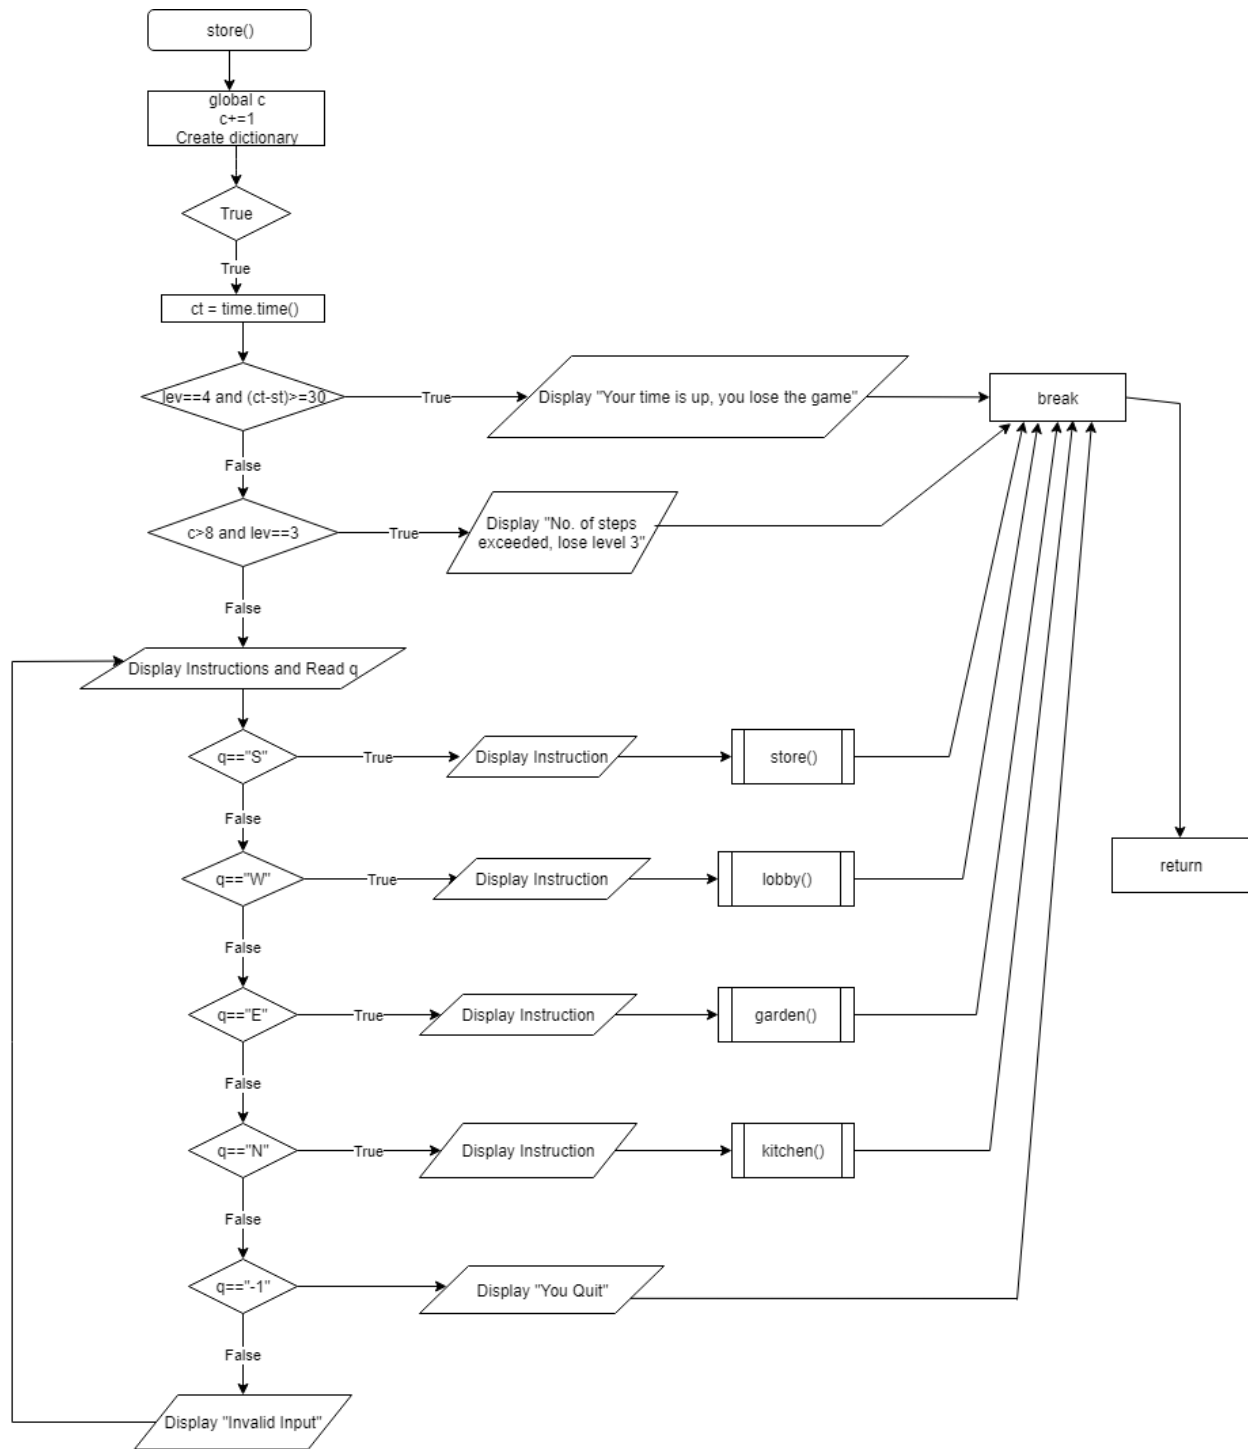 store()
global c
c+=1
Create dictionary
True
True
ct = time.time()
lev==4 and (ct-st)>=30
True
Display "Your time is up, you lose the game"
break
False
c>8 and lev==3
True
Display "No. of steps
exceeded, lose level 3"
False
Display Instructions and Read q
q=="S"
True
Display Instruction
store()
False
q=="W"
True
Display Instruction
lobby()
return
False
q=="E"
True
Display Instruction
garden()
False
q=="N"
True
Display Instruction
kitchen()
False
q=="-1"
Display "You Quit"
False
Display "Invalid Input"